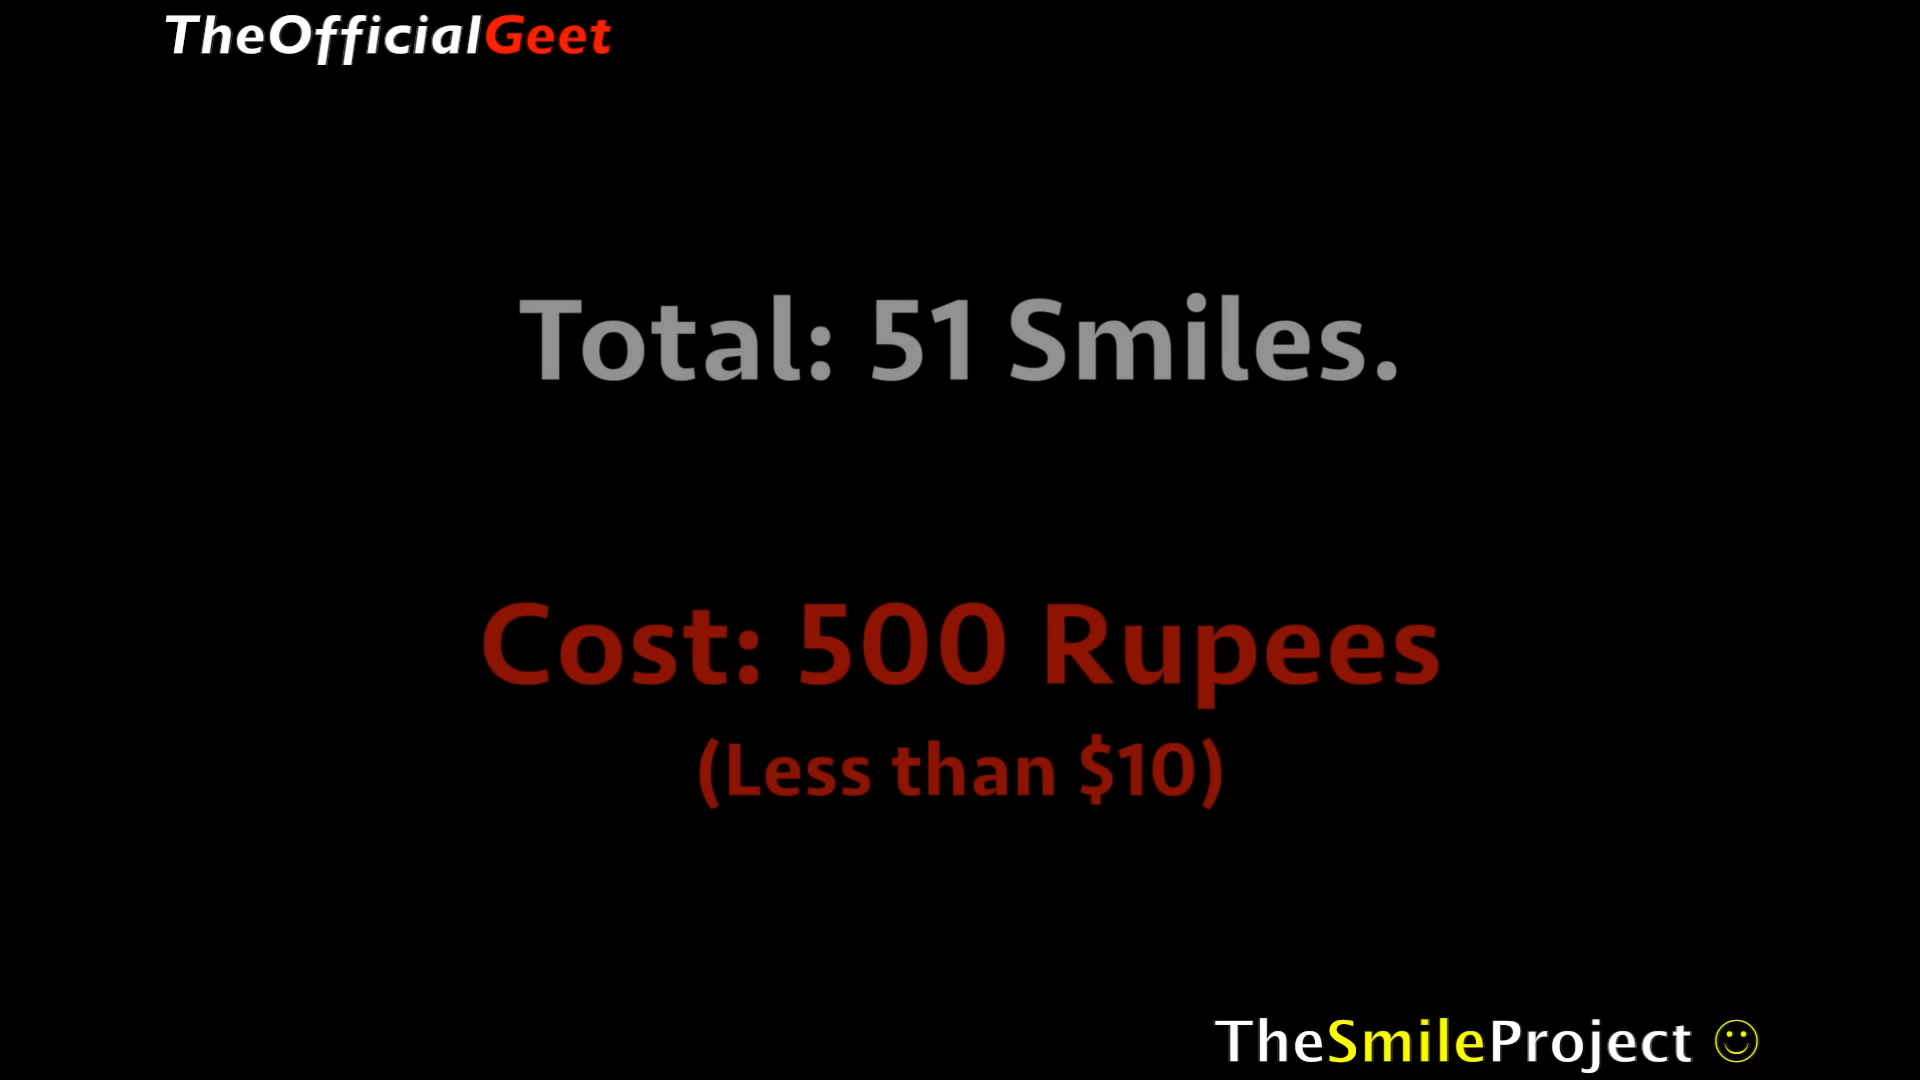 TheOfficialGeet
Total: 51 Smiles.
Cost: 500 Rupees
(Less than $10)
TheSmileProject ☺